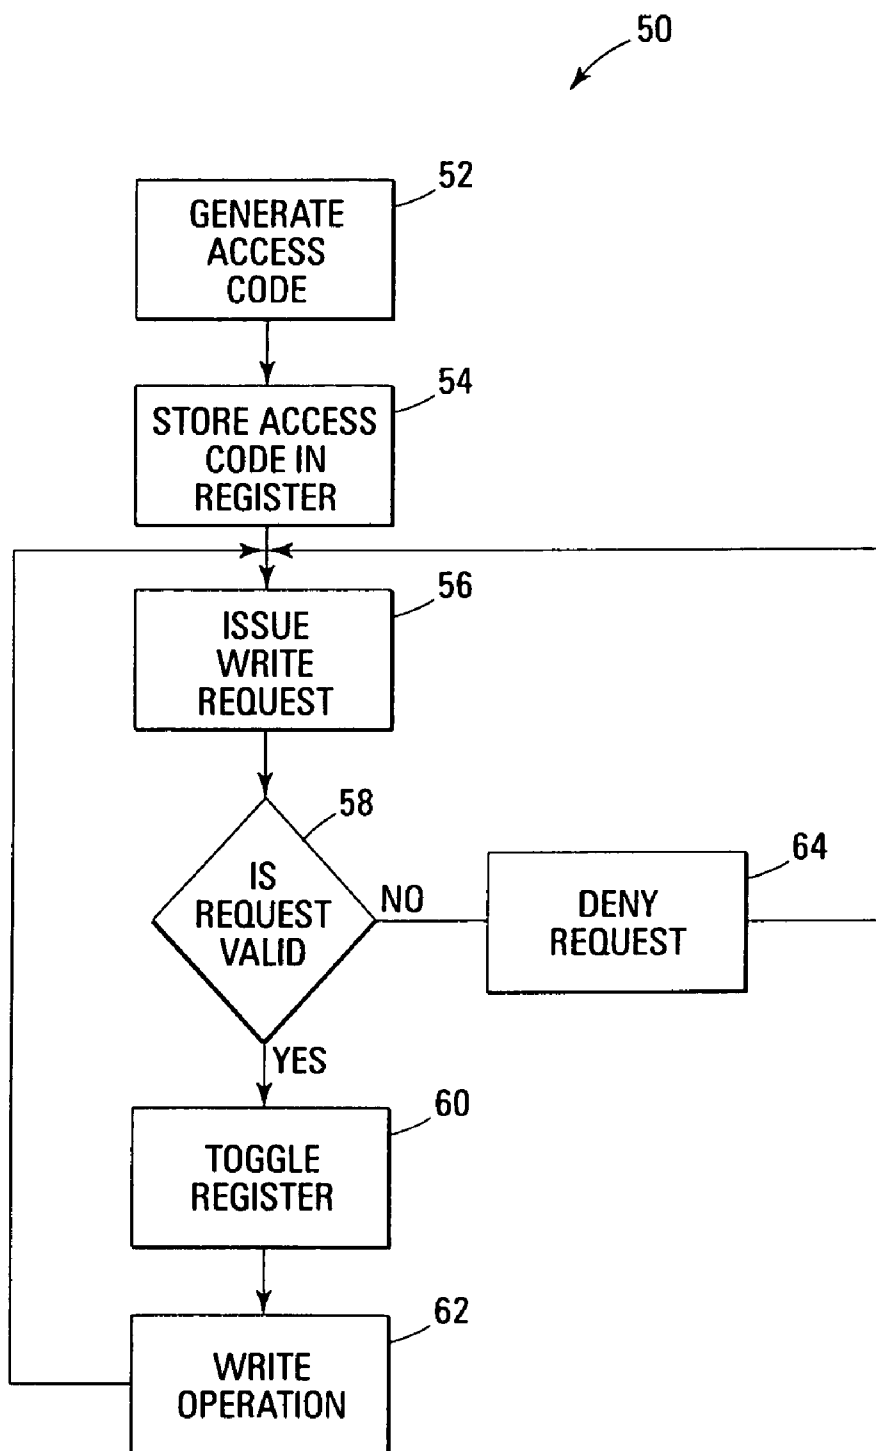 50
52
GENERATE
ACCESS
CODE
54
STORE ACCESS
CODE IN
REGISTER
56
ISSUE
WRITE
REQUEST
58
IS
REQUEST
VALID
NO
64
DENY
REQUEST
YES
60
TOGGLE
REGISTER
62
WRITE
OPERATION